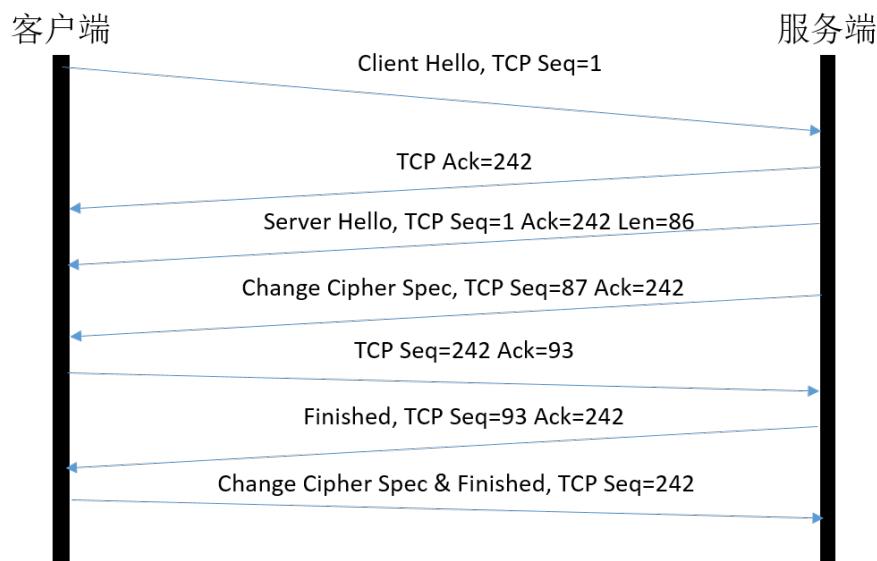 客户端
服务端
Client Hello, TCP Seq=1
TCP Ack=242
Server Hello, TCP Seq=1 Ack=242 Len=86
Change Cipher Spec, TCP Seq=87 Ack=242
TCP Seq=242 Ack=93
Finished, TCP Seq=93 Ack=242
Change Cipher Spec & Finished, TCP Seq=242